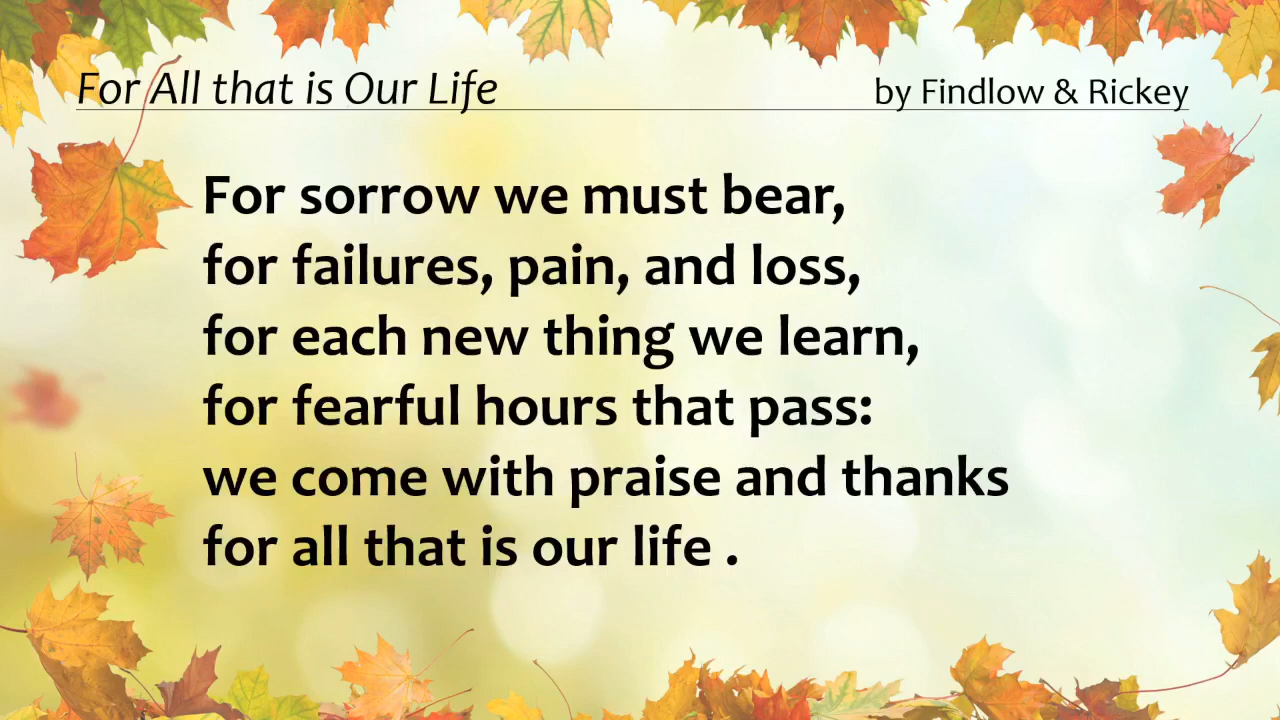 For All that is Our Life
by Findlow & Rickey
For sorrow we must bear,
for failures, pain, and loss,
for each new thing we learn,
for fearful hours that pass:
we come with praise and thanks
for all that is our life .